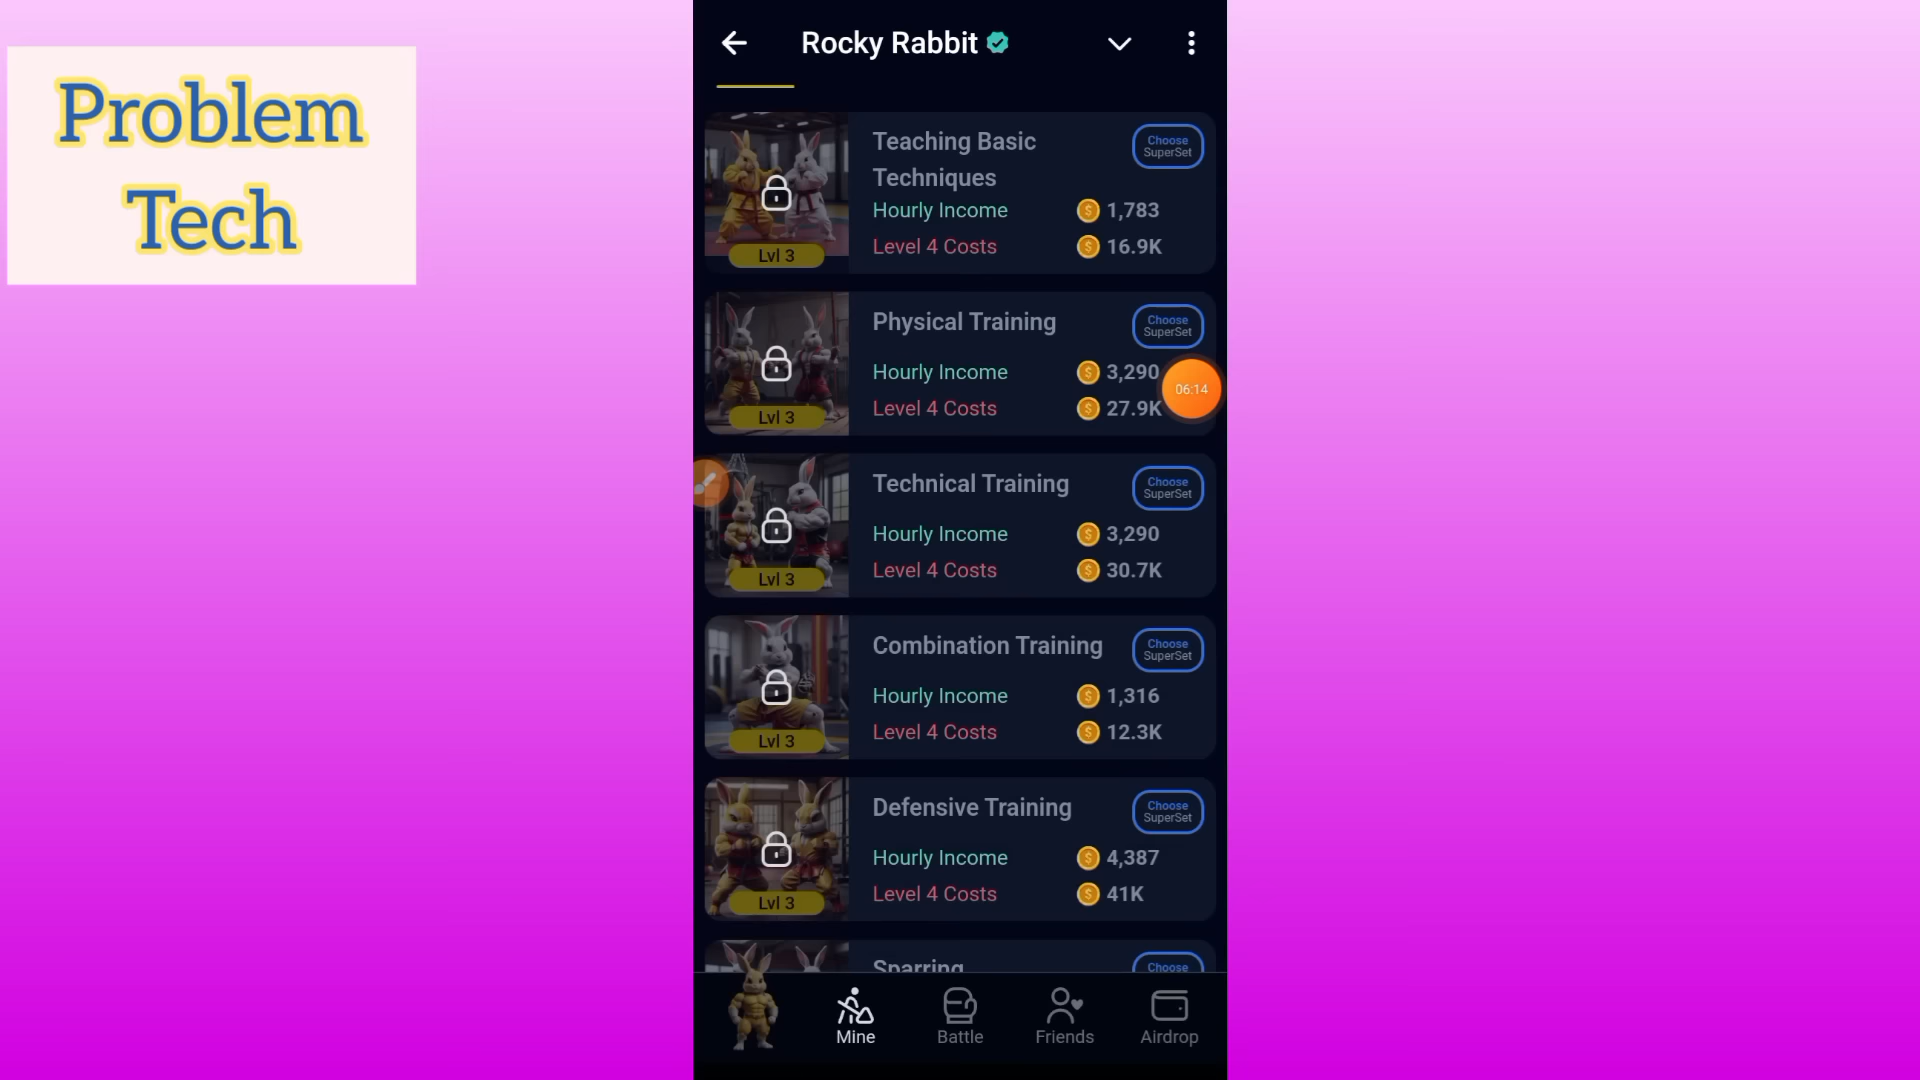 Problem
Tech
Rocky Rabbit
Teaching Basic
Techniques
Choose
SuperSet
Hourly Income 1,783
Level 4 Costs 16.9K
Lvl 3
Physical Training
Choose
SuperSet
Hourly Income 3,290
06:14
Level 4 Costs 27.9K
Lvl 3
Technical Training
Choose
SuperSet
Hourly Income 3,290
Level 4 Costs 30.7K
Lvl 3
Combination Training
Choose
SuperSet
Hourly Income 1,316
Level 4 Costs 12.3K
Lvl 3
Defensive Training
Choose
SuperSet
Hourly Income 4,387
Level 4 Costs 41K
Lvl 3
Sparring
Choose
Mine Battle Friends Airdrop